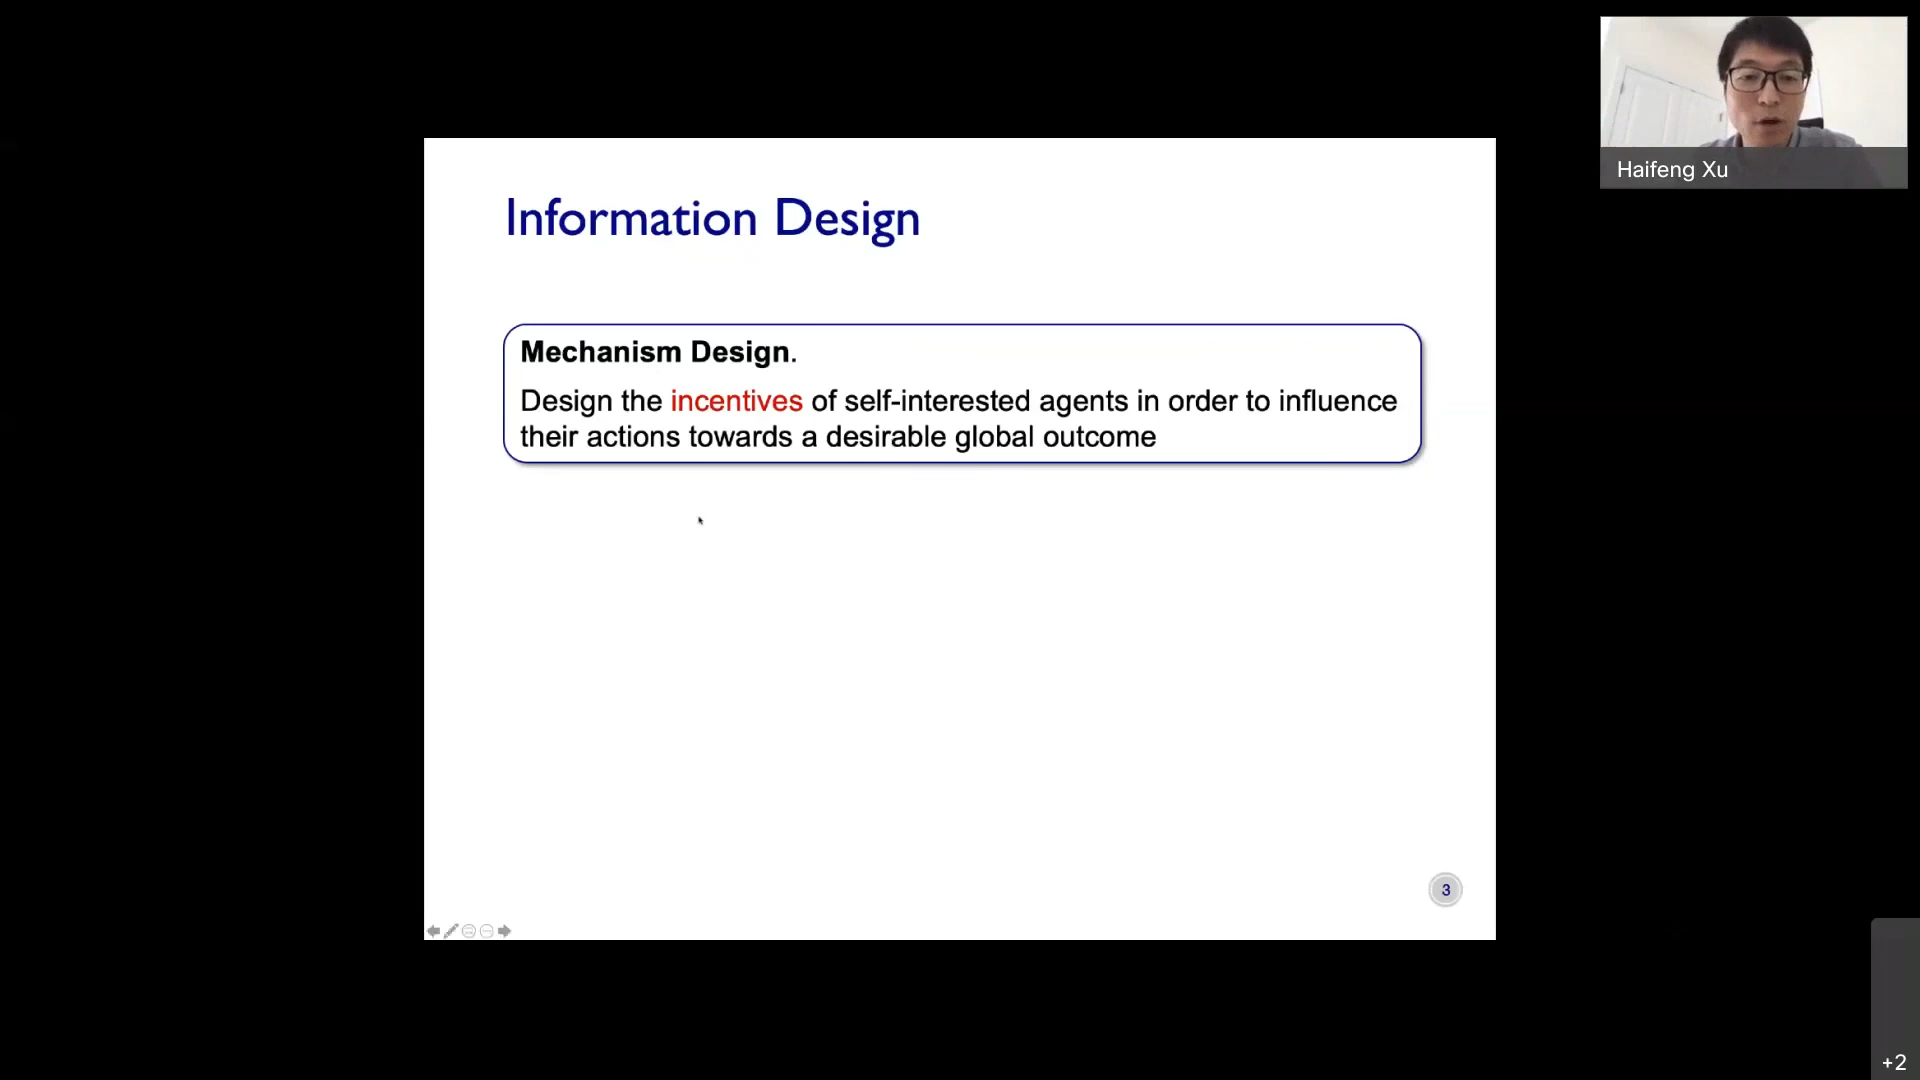 Haifeng Xu
Information Design
Mechanism Design.
Design the incentives of self-interested agents in order to influence
their actions towards a desirable global outcome
3
+2